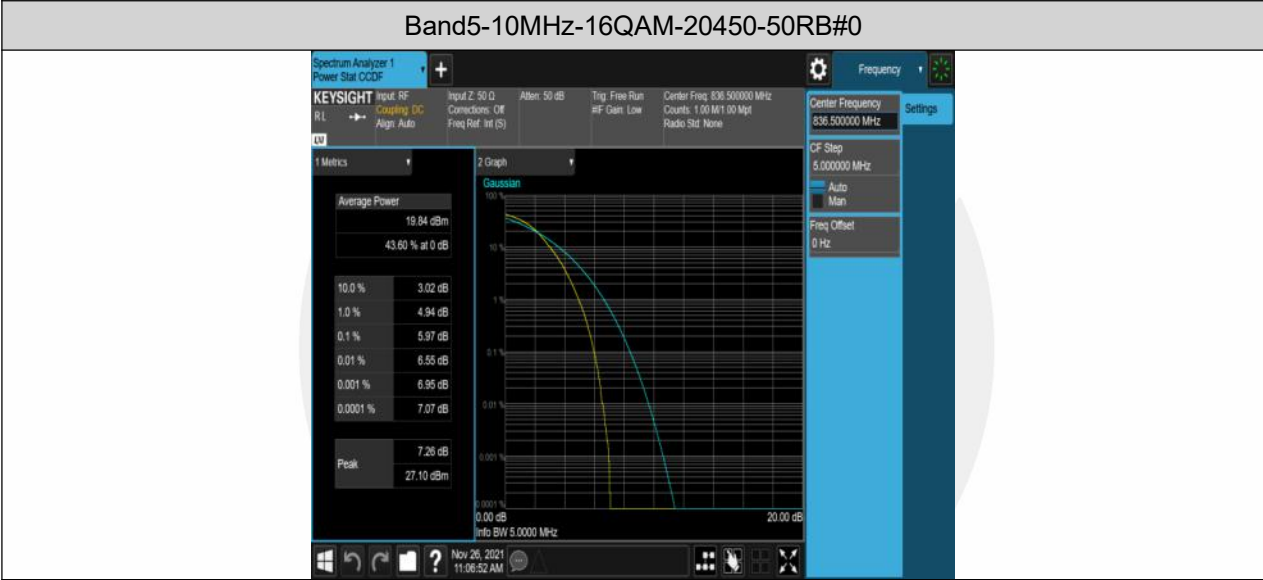 Band5-10MHz-16QAM-20450-50RB#0
Spectrum Analyzer 1
Power Stat CCDF
+
Frequency
KEYSIGHT
Input: RF
Coupling: DC
Align: Auto
RL
LXI
Input Z: 50 Ω
Corrections: Off
Freq Ref: Int (S)
Atten: 50 dB
Trig: Free Run
#IF Gain: Low
Center Freq: 836.500000 MHz
Counts: 1.00 M/1.00 Mpt
Radio Std: None
Center Frequency
836.500000 MHz
Settings
CF Step
5.000000 MHz
Auto
Man
Freq Offset
0 Hz
1 Metrics
Average Power
19.84 dBm
43.60 % at 0 dB
10.0 % 3.02 dB
1.0 % 4.94 dB
0.1 % 5.97 dB
0.01 % 6.55 dB
0.001 % 6.95 dB
0.0001 % 7.07 dB
Peak
7.26 dB
27.10 dBm
2 Graph
Gaussian
100 %
10 %
1 %
0.1 %
0.01 %
0.001 %
0.0001 %
0.00 dB 20.00 dB
Info BW 5.0000 MHz
?
Nov 26, 2021
11:06:52 AM